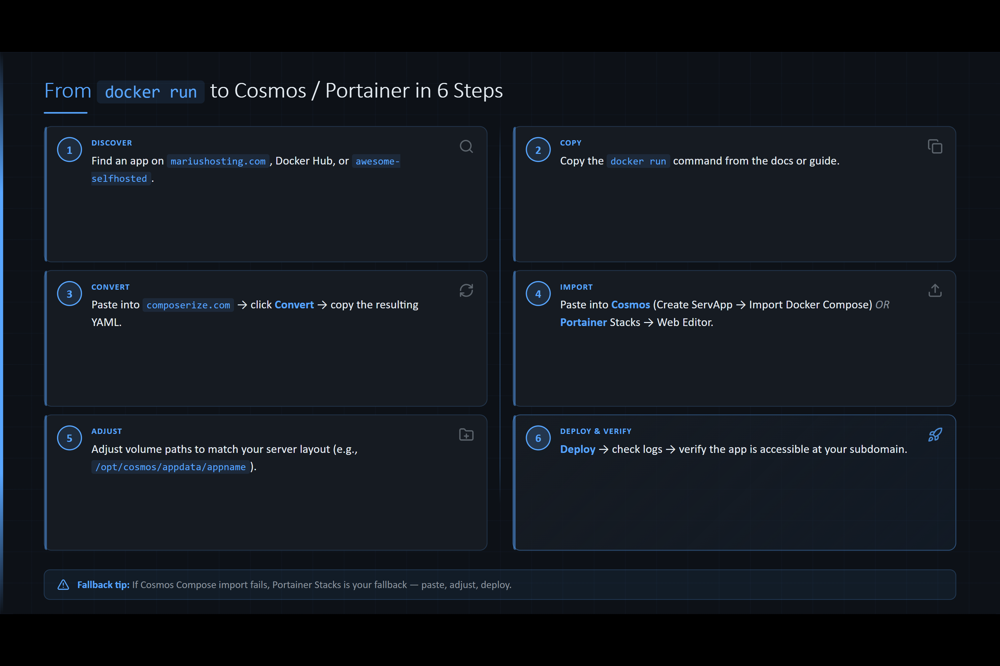 From docker run to Cosmos / Portainer in 6 Steps
1
DISCOVER
Find an app on mariushosting.com, Docker Hub, or awesome-
selfhosted.
2
COPY
Copy the docker run command from the docs or guide.
3
CONVERT
Paste into composerize.com → click Convert → copy the resulting
YAML.
4
IMPORT
Paste into Cosmos (Create ServApp → Import Docker Compose) OR
Portainer Stacks → Web Editor.
5
ADJUST
Adjust volume paths to match your server layout (e.g.,
/opt/cosmos/appdata/appname).
6
DEPLOY & VERIFY
Deploy → check logs → verify the app is accessible at your subdomain.
Fallback tip: If Cosmos Compose import fails, Portainer Stacks is your fallback — paste, adjust, deploy.